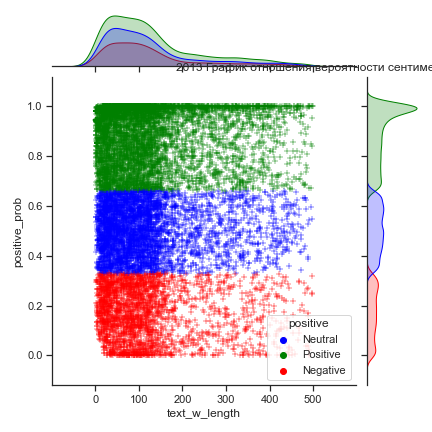 2013 График отношения вероятности сентиме
1.0
0.8
0.6
0.4
0.2
0.0
positive_prob
positive
Neutral
Positive
Negative
0 100 200 300 400 500
text_w_length